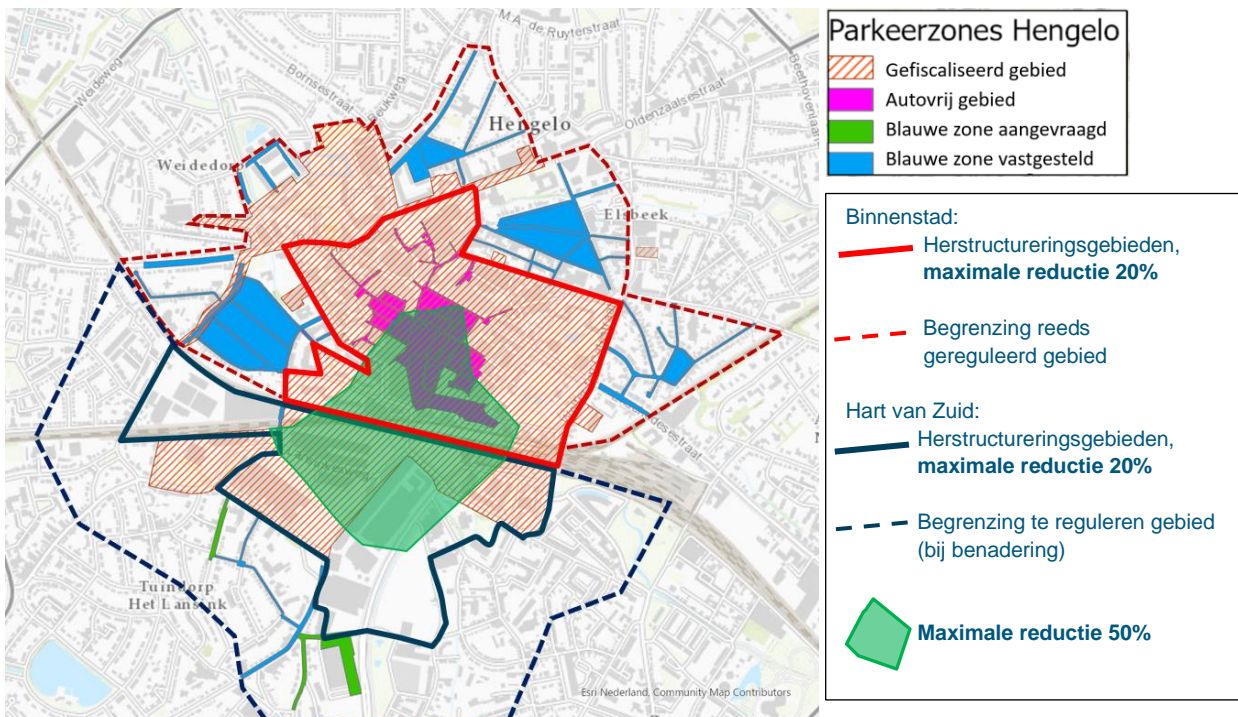 M.A. de Ruyterstraat
Weideweg
Bornsestraat
Beethovenlaan
Oldenzaalsestraat
Hengelo
Weidedorp
Elsbeek
Tuindorp
Het Lansink
Esri Nederland, Community Map Contributors
Parkeerzones Hengelo
Gefiscaliseerd gebied
Autovrij gebied
Blauwe zone aangevraagd
Blauwe zone vastgesteld
Binnenstad:
Herstructureringsgebieden,
maximale reductie 20%
Begrenzing reeds
gereguleerd gebied
Hart van Zuid:
Herstructureringsgebieden,
maximale reductie 20%
Begrenzing te reguleren gebied
(bij benadering)
Maximale reductie 50%